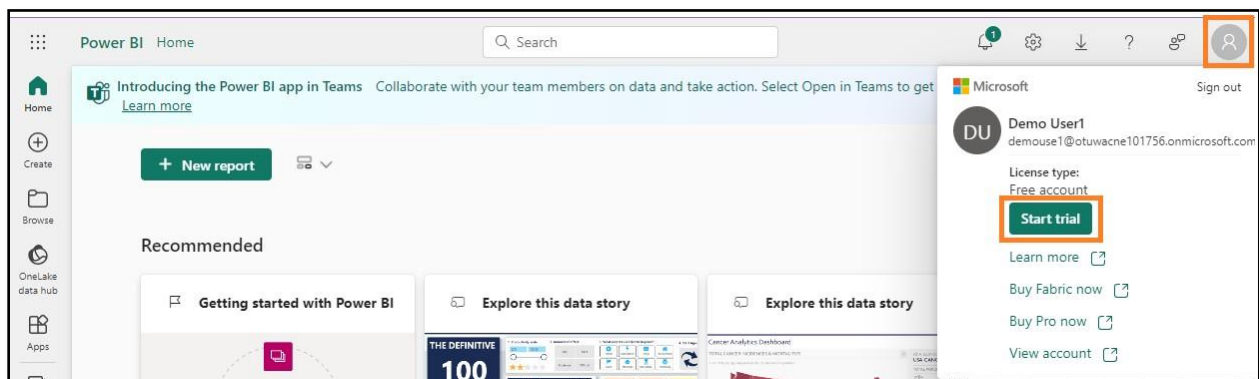 Power BI Home
Search
1
Introducing the Power BI app in Teams Collaborate with your team members on data and take action. Select Open in Teams to get
Learn more
Home
Create
Browse
OneLake
data hub
Apps
+ New report
Recommended
Getting started with Power BI
Explore this data story
Explore this data story
THE DEFINITIVE
100
Cancer Analytics Dashboard
Microsoft
Sign out
DU
Demo User1
demouse1@otuwacne101756.onmicrosoft.com
License type:
Free account
Start trial
Learn more
Buy Fabric now
Buy Pro now
View account